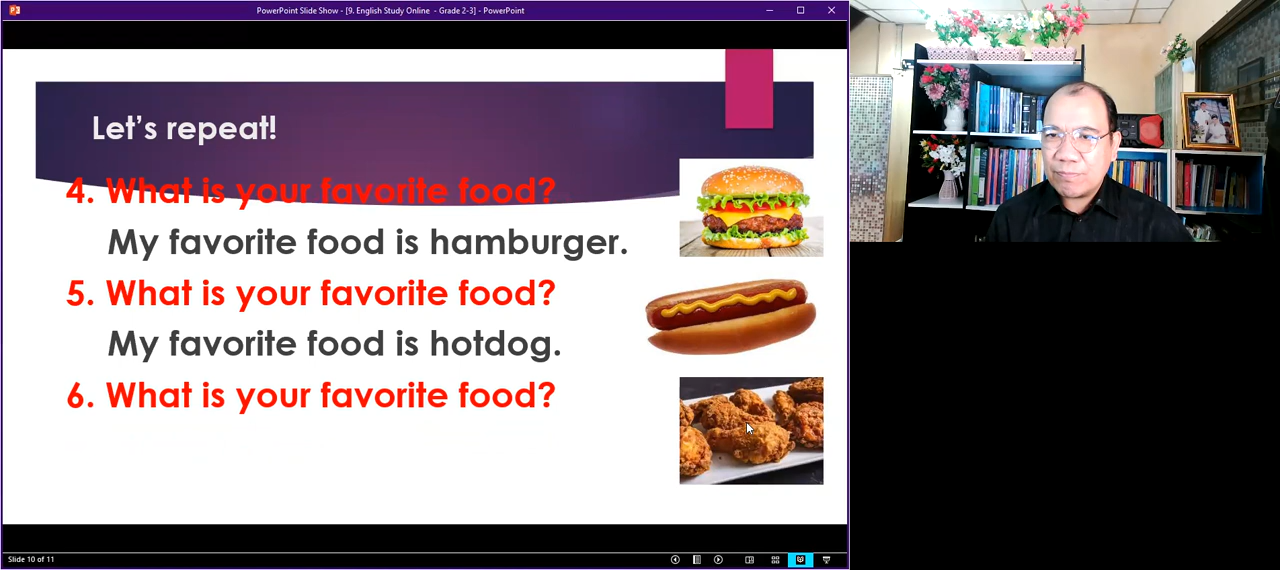 PowerPoint Slide Show - [9. English Study Online - Grade 2-3] - PowerPoint
Let's repeat!
4. What is your favorite food?
My favorite food is hamburger.
5. What is your favorite food?
My favorite food is hotdog.
6. What is your favorite food?
Slide 10 of 11